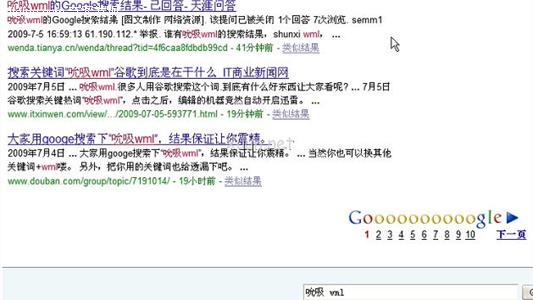 吮吸wml的Google搜索结果- 已回答- 天涯问答
吮吸wml的Google搜索结果. [图文制作 网络资源]. 该提问已被关闭 1个回答 7次浏览. semm1
2009-7-5 16:59:13 61.190.112.* 举报. 谁有吮吸wml的搜索结果，shunxi wml， ...
wenda.tianya.cn/wenda/thread?tid=4f6caa8fdbdb99cd - 41分钟前 - 类似结果
搜索关键词"吮吸wml"谷歌到底是在干什么_IT商业新闻网
2009年7月5日 ... 吮吸wml.很多人用谷歌搜索这个词.到底有什么好东西让大家看呢? ... 7月5日
谷歌搜索关键热词"吮吸wml"，点击之后，编辑的机器竟然自动开启迅雷。 ...
www.itxinwen.com/view/.../2009-07-05-593771.html - 19小时前 - 类似结果
大家用googe搜索下"吮吸wml"，结果保证让你震精。
2009年7月4日 ... 大家用googe搜索下"吮吸wml"，结果保证让你震精。 ... 当然你也可以换其他
关键词+wml喽。 另外，把你用的关键词也给透漏下吧。 ...
www.douban.com/group/topic/7191014/ - 19小时前 - 类似结果
Goooooooooogle
1 2 3 4 5 6 7 8 9 10 下一页
吮吸 wml